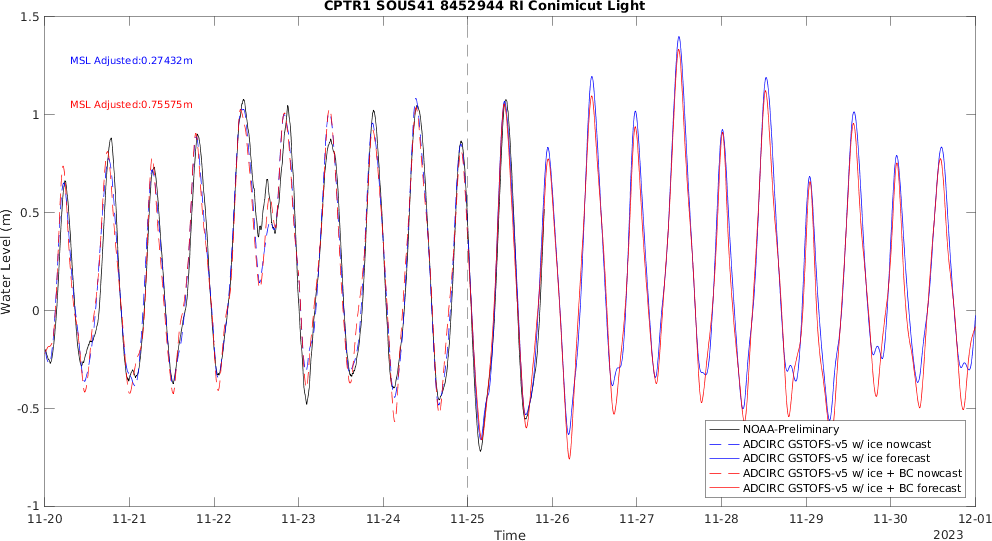 CPTR1 SOUS41 8452944 RI Conimicut Light
1.5
MSL Adjusted:0.27432m
MSL Adjusted:0.75575m
1
0.5
Water Level (m)
0
-0.5
NOAA-Preliminary
ADCIRC GSTOFS-v5 w/ ice nowcast
ADCIRC GSTOFS-v5 w/ ice forecast
ADCIRC GSTOFS-v5 w/ ice + BC nowcast
ADCIRC GSTOFS-v5 w/ ice + BC forecast
-1
11-20 11-21 11-22 11-23 11-24 11-25 11-26 11-27 11-28 11-29 11-30 12-01
Time
2023